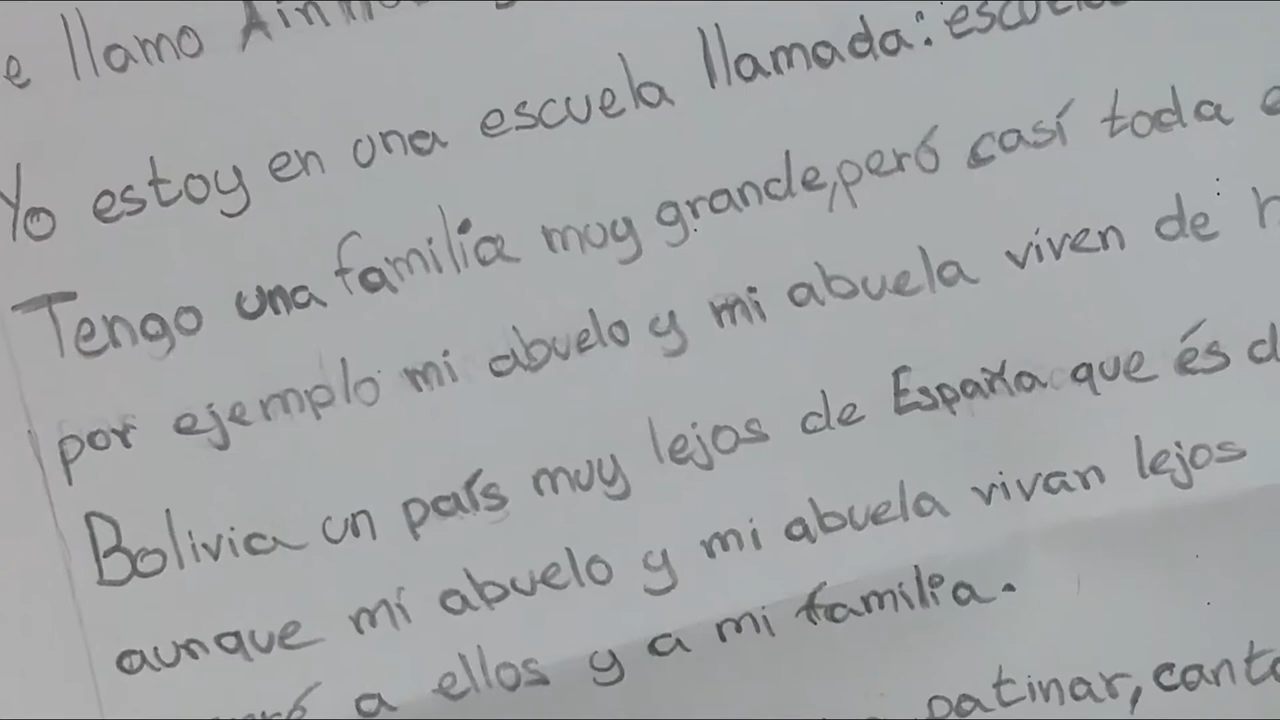 e llamo
Yo estoy en una escuela llamada:
Tengo una familia muy grande, peró casí toda
por ejemplo mi abuelo y mi abuela viven de
Bolivia un país muy lejos de España que és d
aunque mi abuelo y mi abuela vivan lejos
a ellos y a mi familia.
patinar,